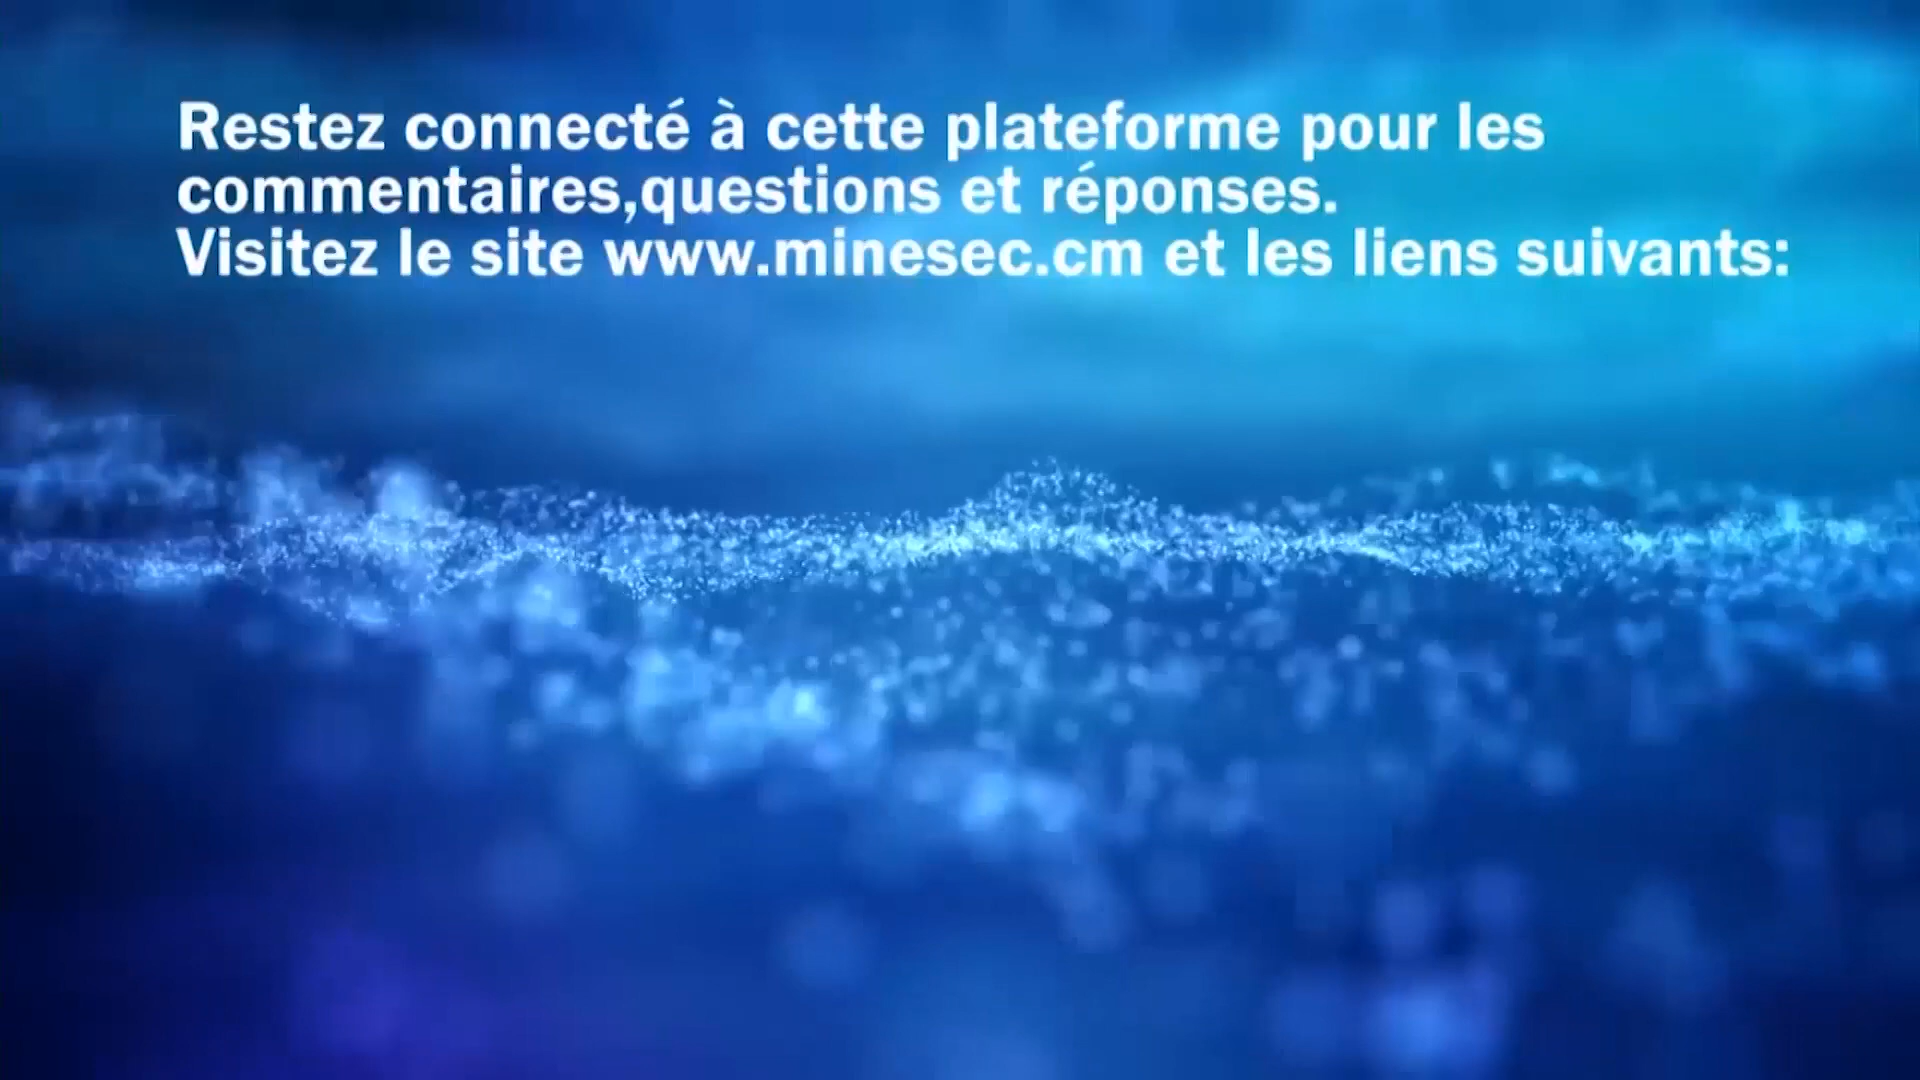 Restez connecté à cette plateforme pour les
commentaires,questions et réponses.
Visitez le site www.minesec.cm et les liens suivants: